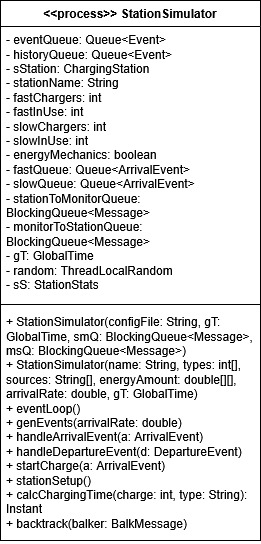 <<process>> StationSimulator
- eventQueue: Queue<Event>
- historyQueue: Queue<Event>
- sStation: ChargingStation
- stationName: String
- fastChargers: int
- fastInUse: int
- slowChargers: int
- slowInUse: int
- energyMechanics: boolean
- fastQueue: Queue<ArrivalEvent>
- slowQueue: Queue<ArrivalEvent>
- stationToMonitorQueue:
BlockingQueue<Message>
- monitorToStationQueue:
BlockingQueue<Message>
- gT: GlobalTime
- random: ThreadLocalRandom
- sS: StationStats
+ StationSimulator(configFile: String, gT:
GlobalTime, smQ: BlockingQueue<Message>,
msQ: BlockingQueue<Message>)
+ StationSimulator(name: String, types: int[],
sources: String[], energyAmount: double[][],
arrivalRate: double, gT: GlobalTime)
+ eventLoop()
+ genEvents(arrivalRate: double)
+ handleArrivalEvent(a: ArrivalEvent)
+ handleDepartureEvent(d: DepartureEvent)
+ startCharge(a: ArrivalEvent)
+ stationSetup()
+ calcChargingTime(charge: int, type: String):
Instant
+ backtrack(balker: BalkMessage)